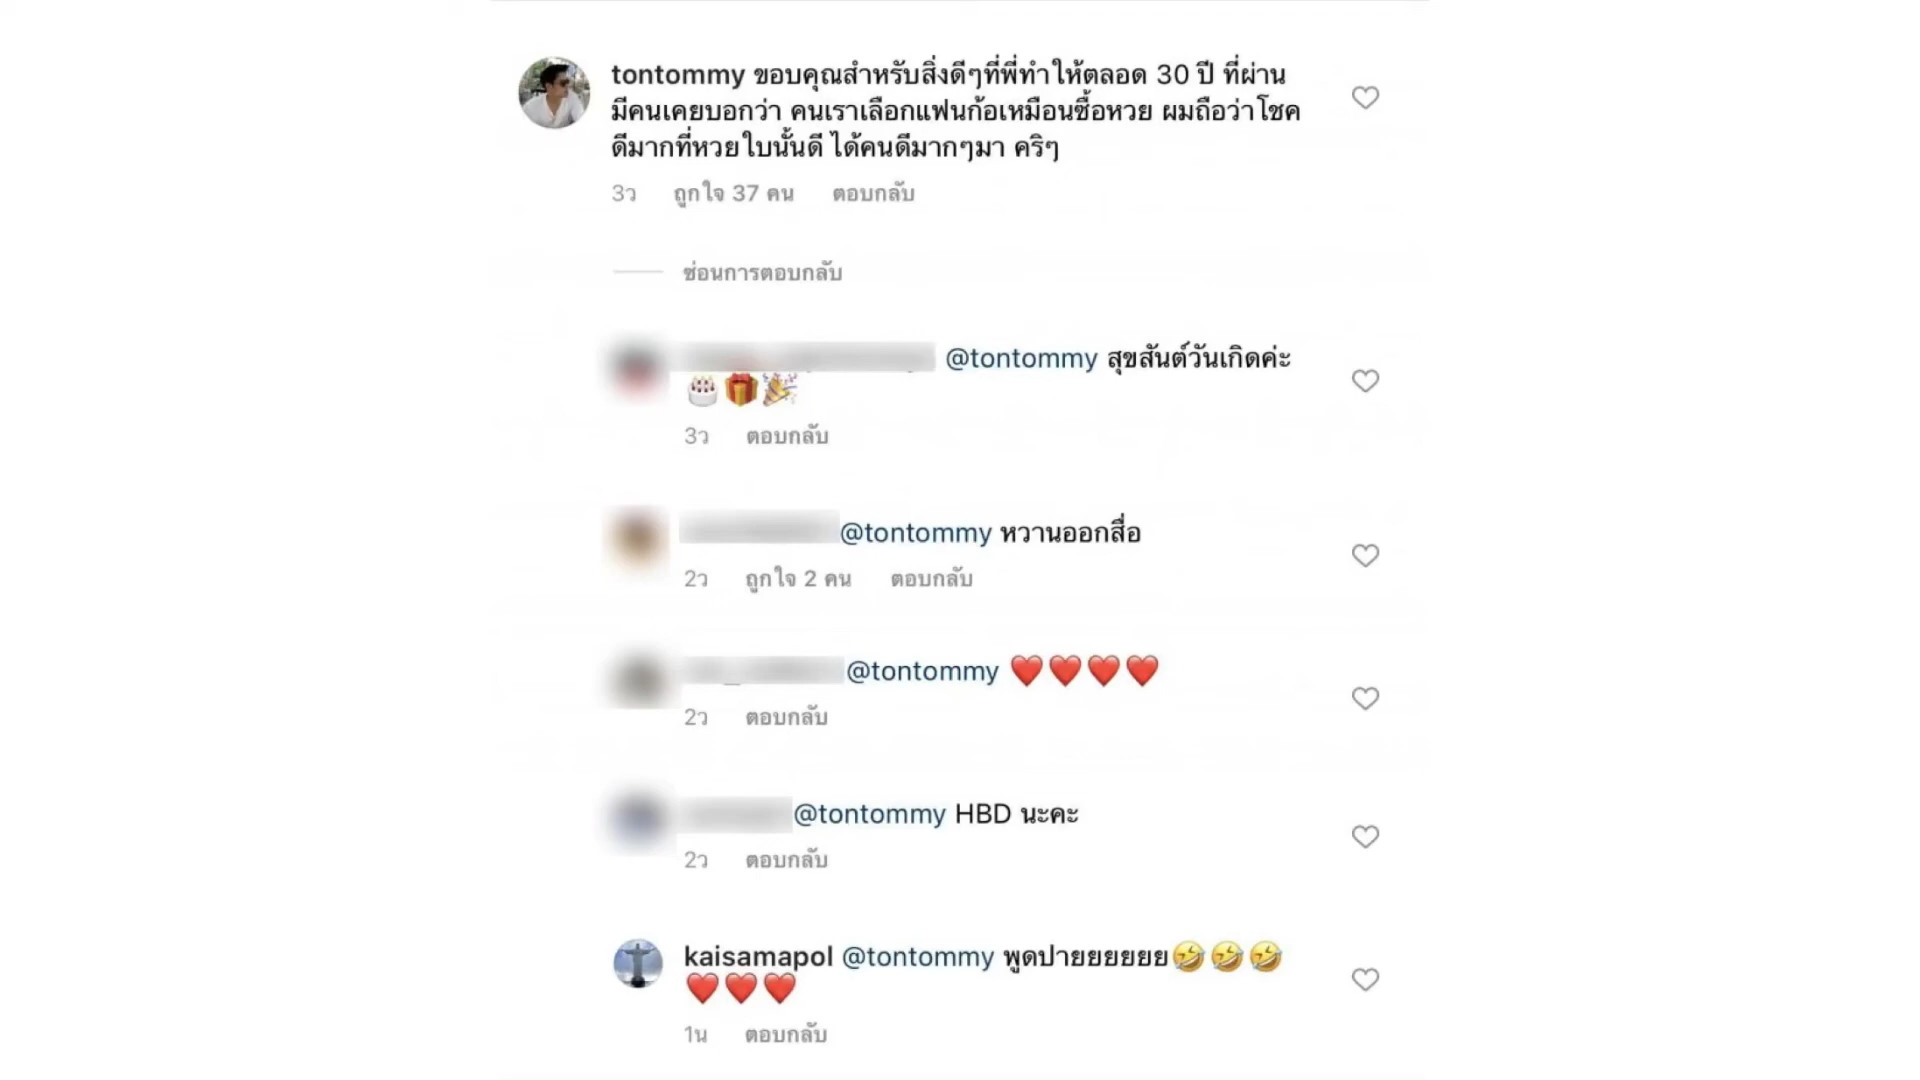 tontommy ขอบคุณสำหรับสิ่งดีๆที่พี่ทำให้ตลอด 30 ปี ที่ผ่าน
มีคนเคยบอกว่า คนเราเลือกแฟนก้อเหมือนซื้อหวย ผมถือว่าโชค
ดีมากที่หวยใบนั้นดี ได้คนดีมากๆมา คริๆ
3ว ถูกใจ 37 คน ตอบกลับ
ซ่อนการตอบกลับ
@tontommy สุขสันต์วันเกิดค่ะ
🎂🎁🎉
3ว ตอบกลับ
@tontommy หวานออกสื่อ
2ว ถูกใจ 2 คน ตอบกลับ
@tontommy ❤️❤️❤️❤️
2ว ตอบกลับ
@tontommy HBD นะคะ
2ว ตอบกลับ
kaisamapol @tontommy พูดปายยยยยย🤣🤣🤣
❤️❤️❤️
1น ตอบกลับ